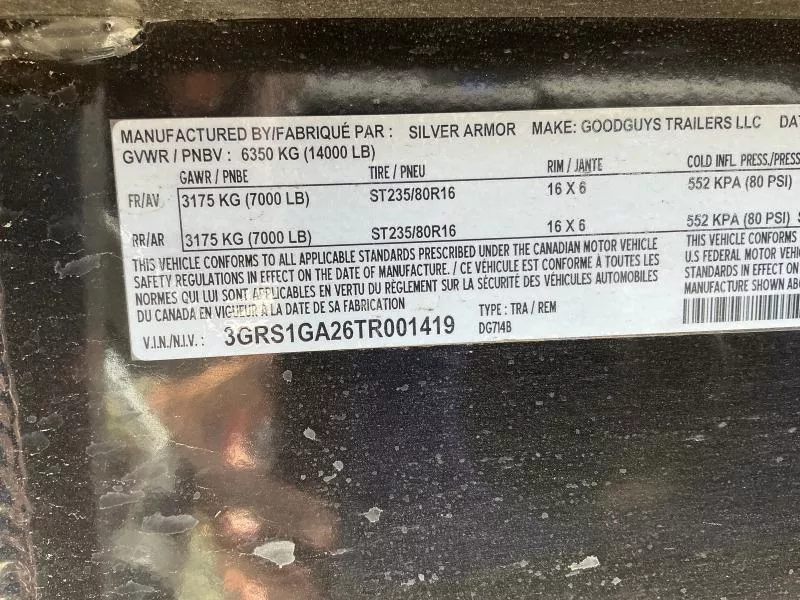 MANUFACTURED BY/FABRIQUÉ PAR : SILVER ARMOR MAKE: GOODGUYS TRAILERS LLC
GVWR / PNBV : 6350 KG (14000 LB)
GAWR / PNBE TIRE / PNEU RIM / JANTE COLD INFL. PRESS./PRESS
FR/AV 3175 KG (7000 LB) ST235/80R16 16 X 6 552 KPA (80 PSI)
RR/AR 3175 KG (7000 LB) ST235/80R16 16 X 6 552 KPA (80 PSI) S
THIS VEHICLE CONFORMS TO ALL APPLICABLE STANDARDS PRESCRIBED UNDER THE CANADIAN MOTOR VEHICLE
SAFETY REGULATIONS IN EFFECT ON THE DATE OF MANUFACTURE. / CE VÉHICULE EST CONFORME À TOUTES LES
NORMES QUI LUI SONT APPLICABLES EN VERTU DU RÈGLEMENT SUR LA SÉCURITÉ DES VÉHICULES AUTOMOBILES
DU CANADA EN VIGUEUR A LA DATE DE SA FABRICATION
THIS VEHICLE CONFORMS
U.S FEDERAL MOTOR VEHI
STANDARDS IN EFFECT ON
MANUFACTURE SHOWN ABO
V.I.N./N.I.V. : 3GRS1GA26TR001419
TYPE : TRA / REM
DG714B